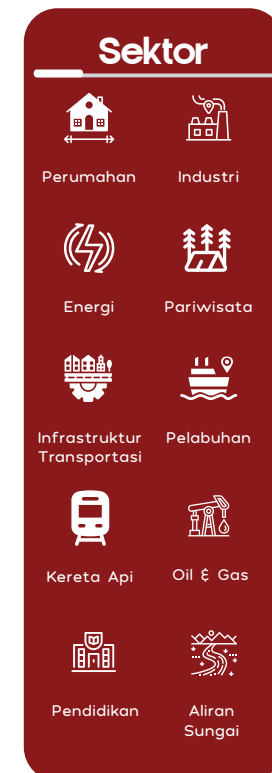 Sektor
Perumahan
Industri
Energi
Pariwisata
Infrastruktur
Transportasi
Pelabuhan
Kereta Api
Oil & Gas
Pendidikan
Aliran
Sungai